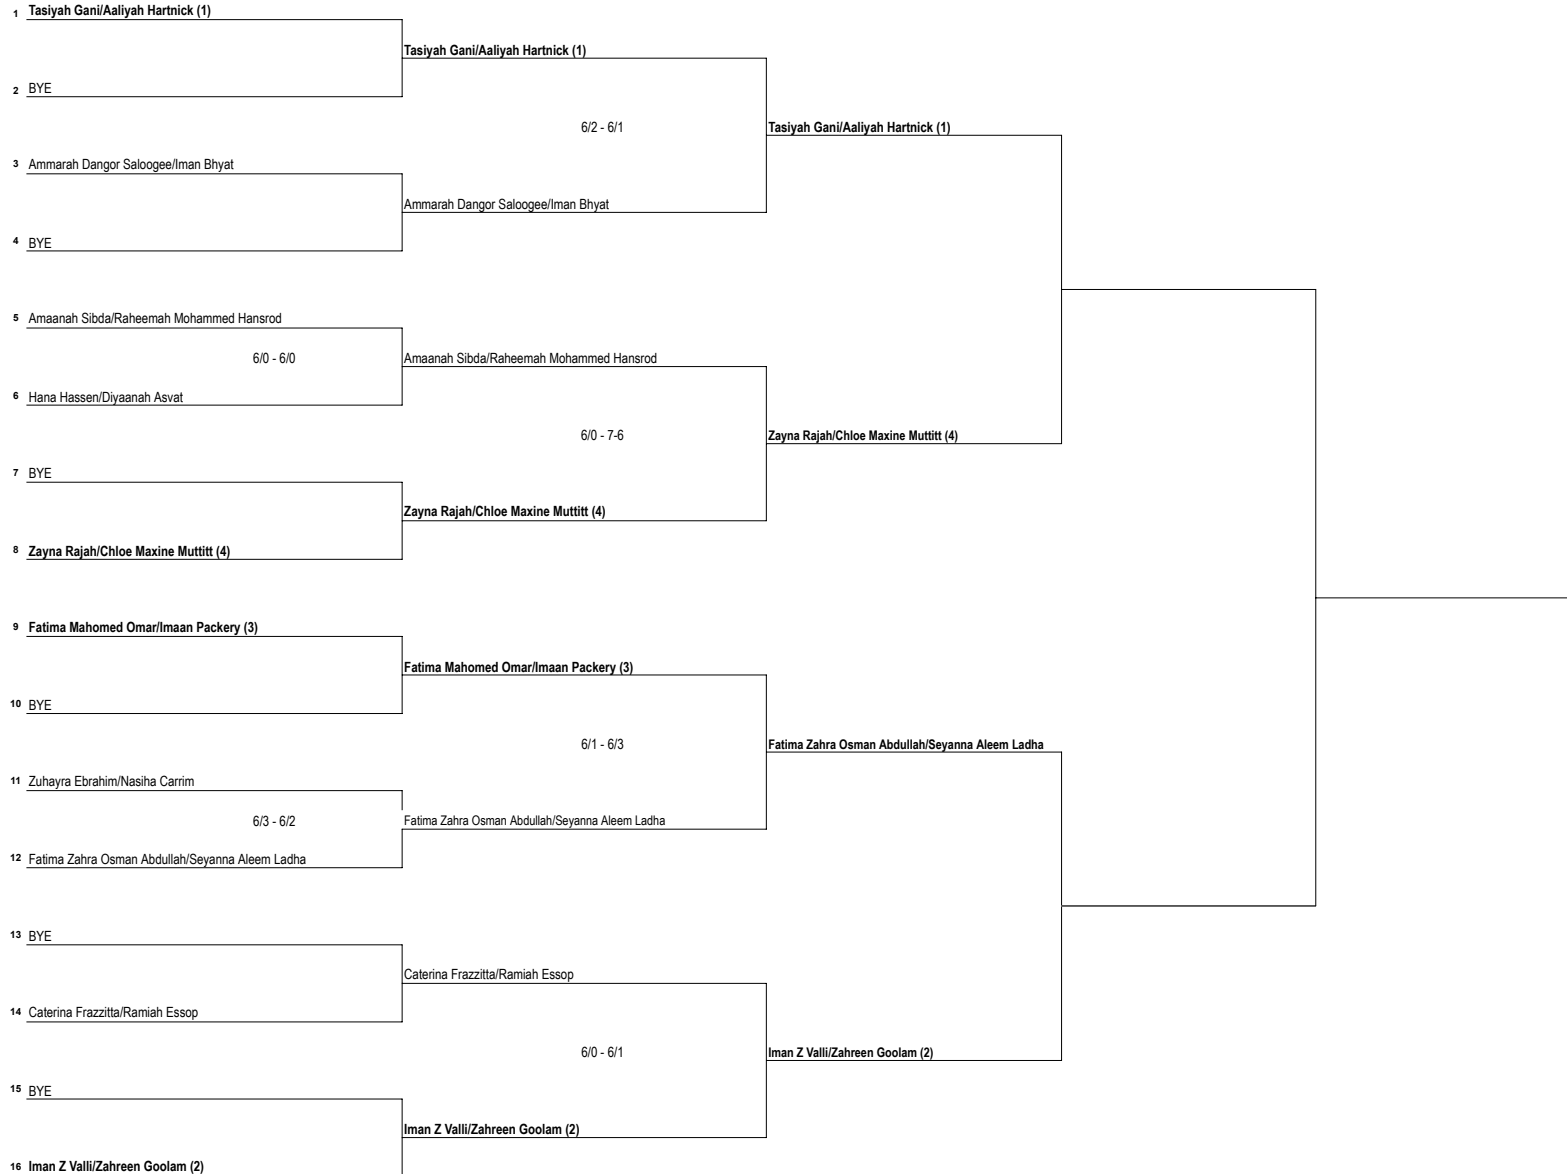 1 Tasiyah Gani/Aaliyah Hartnick (1)
Tasiyah Gani/Aaliyah Hartnick (1)
2 BYE
6/2 - 6/1 Tasiyah Gani/Aaliyah Hartnick (1)
3 Ammarah Dangor Saloogee/Iman Bhyat
Ammarah Dangor Saloogee/Iman Bhyat
4 BYE
5 Amaanah Sibda/Raheemah Mohammed Hansrod
6/0 - 6/0 Amaanah Sibda/Raheemah Mohammed Hansrod
6 Hana Hassen/Diyaanah Asvat
6/0 - 7-6 Zayna Rajah/Chloe Maxine Muttitt (4)
7 BYE
Zayna Rajah/Chloe Maxine Muttitt (4)
8 Zayna Rajah/Chloe Maxine Muttitt (4)
9 Fatima Mahomed Omar/Imaan Packery (3)
Fatima Mahomed Omar/Imaan Packery (3)
10 BYE
6/1 - 6/3 Fatima Zahra Osman Abdullah/Seyanna Aleem Ladha
11 Zuhayra Ebrahim/Nasiha Carrim
6/3 - 6/2 Fatima Zahra Osman Abdullah/Seyanna Aleem Ladha
12 Fatima Zahra Osman Abdullah/Seyanna Aleem Ladha
13 BYE
Caterina Frazzitta/Ramiah Essop
14 Caterina Frazzitta/Ramiah Essop
6/0 - 6/1 Iman Z Valli/Zahreen Goolam (2)
15 BYE
Iman Z Valli/Zahreen Goolam (2)
16 Iman Z Valli/Zahreen Goolam (2)